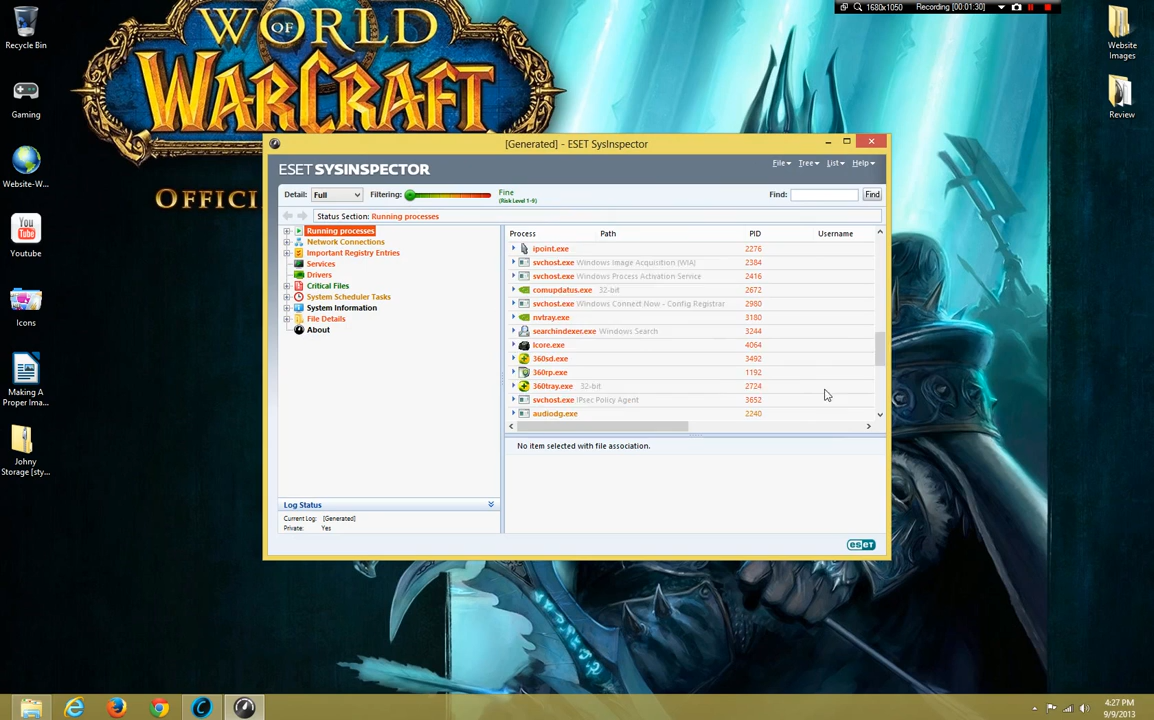 1680x1050 Recording [00:01:30]
WORLD
OF
WARCRAFT
OFFICI
Recycle Bin
Gaming
Website-W...
Youtube
Icons
Making A
Proper Ima...
Johny
Storage [sty...
Website
Images
Review
[Generated] - ESET SysInspector
ESET SYSINSPECTOR
File Tree List Help
Detail: Full Filtering: Fine
(Risk Level 1-9)
Find: Find
Status Section: Running processes
Running processes
Network Connections
Important Registry Entries
Services
Drivers
Critical Files
System Scheduler Tasks
System Information
File Details
About
Process Path PID Username
ipoint.exe 2276
svchost.exe Windows Image Acquisition (WIA) 2384
svchost.exe Windows Process Activation Service 2416
comupdatus.exe 32-bit 2672
svchost.exe Windows Connect Now - Config Registrar 2980
nvtray.exe 3180
searchindexer.exe Windows Search 3244
lcore.exe 4064
360sd.exe 3492
360rp.exe 1192
360tray.exe 32-bit 2724
svchost.exe IPsec Policy Agent 3652
audiodg.exe 2240
No item selected with file association.
Log Status
Current Log: [Generated]
Private: Yes
eseT
4:27 PM
9/9/2013